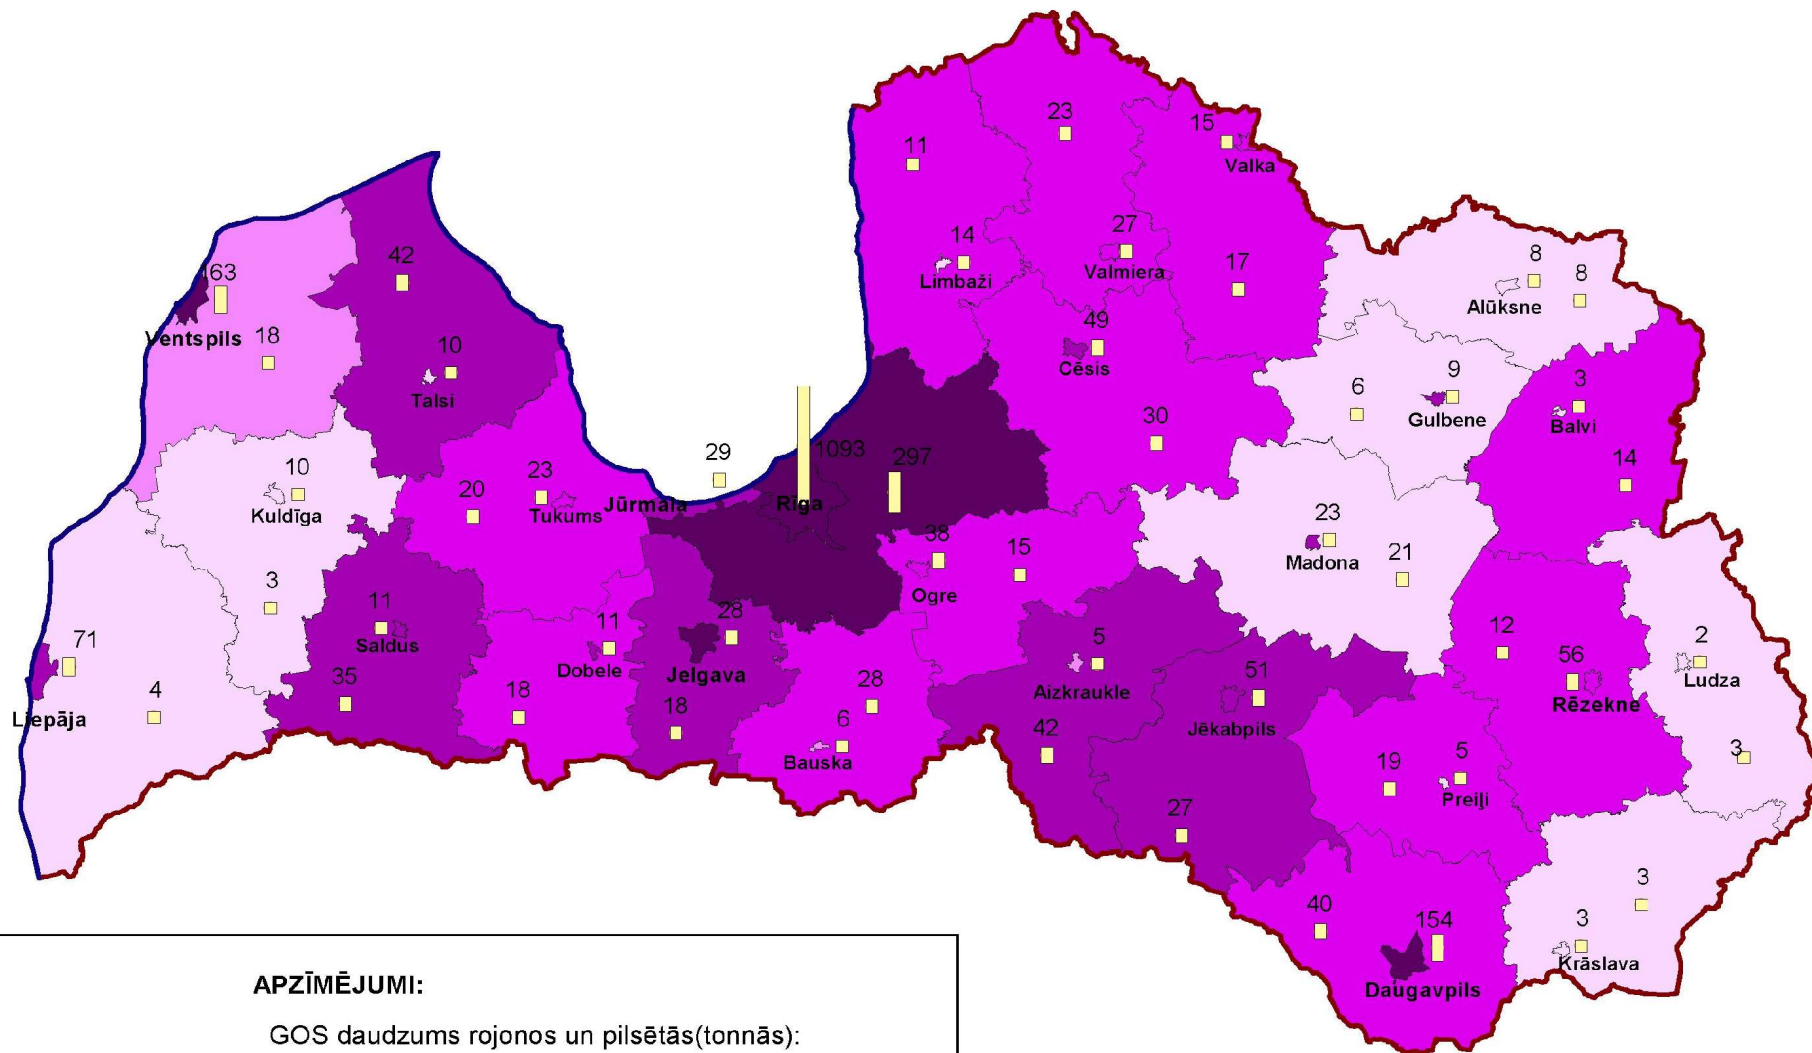 23
15
11
Valka
27
14
Valmiera
17
Limbaži
42
163
8
8
Alūksne
Ventspils
18
49
Cēsis
10
Talsi
9
6
Gulbene
3
Balvi
30
29
1093
297
14
10
Kuldīga
23
20
Tukums
Jūrmala
Rīga
23
Madona
21
38
15
Ogre
3
11
Saldus
11
Dobele
28
Jelgava
5
Aizkraukle
12
56
Rēzekne
2
Ludza
71
4
Liepāja
35
18
18
28
6
Bauska
51
Jēkabpils
42
3
19
5
Preiļi
27
3
40
154
Daugavpils
3
Krāslava
APZĪMĒJUMI:
GOS daudzums rojonos un pilsētās(tonnās):